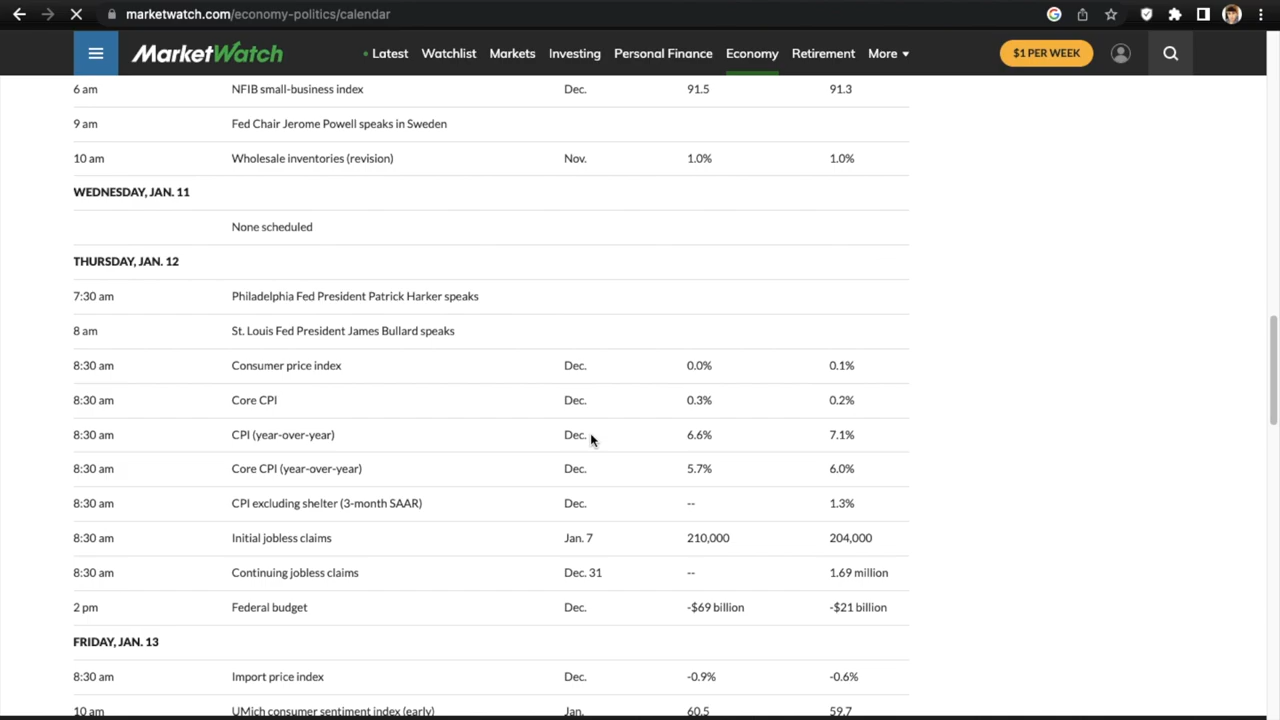 marketwatch.com/economy-politics/calendar
MarketWatch Latest Watchlist Markets Investing Personal Finance Economy Retirement More $1 PER WEEK
6 am NFIB small-business index Dec. 91.5 91.3
9 am Fed Chair Jerome Powell speaks in Sweden
10 am Wholesale inventories (revision) Nov. 1.0% 1.0%
WEDNESDAY, JAN. 11
None scheduled
THURSDAY, JAN. 12
7:30 am Philadelphia Fed President Patrick Harker speaks
8 am St. Louis Fed President James Bullard speaks
8:30 am Consumer price index Dec. 0.0% 0.1%
8:30 am Core CPI Dec. 0.3% 0.2%
8:30 am CPI (year-over-year) Dec. 6.6% 7.1%
8:30 am Core CPI (year-over-year) Dec. 5.7% 6.0%
8:30 am CPI excluding shelter (3-month SAAR) Dec. -- 1.3%
8:30 am Initial jobless claims Jan. 7 210,000 204,000
8:30 am Continuing jobless claims Dec. 31 -- 1.69 million
2 pm Federal budget Dec. -$69 billion -$21 billion
FRIDAY, JAN. 13
8:30 am Import price index Dec. -0.9% -0.6%
10 am UMich consumer sentiment index (early) Jan. 60.5 59.7